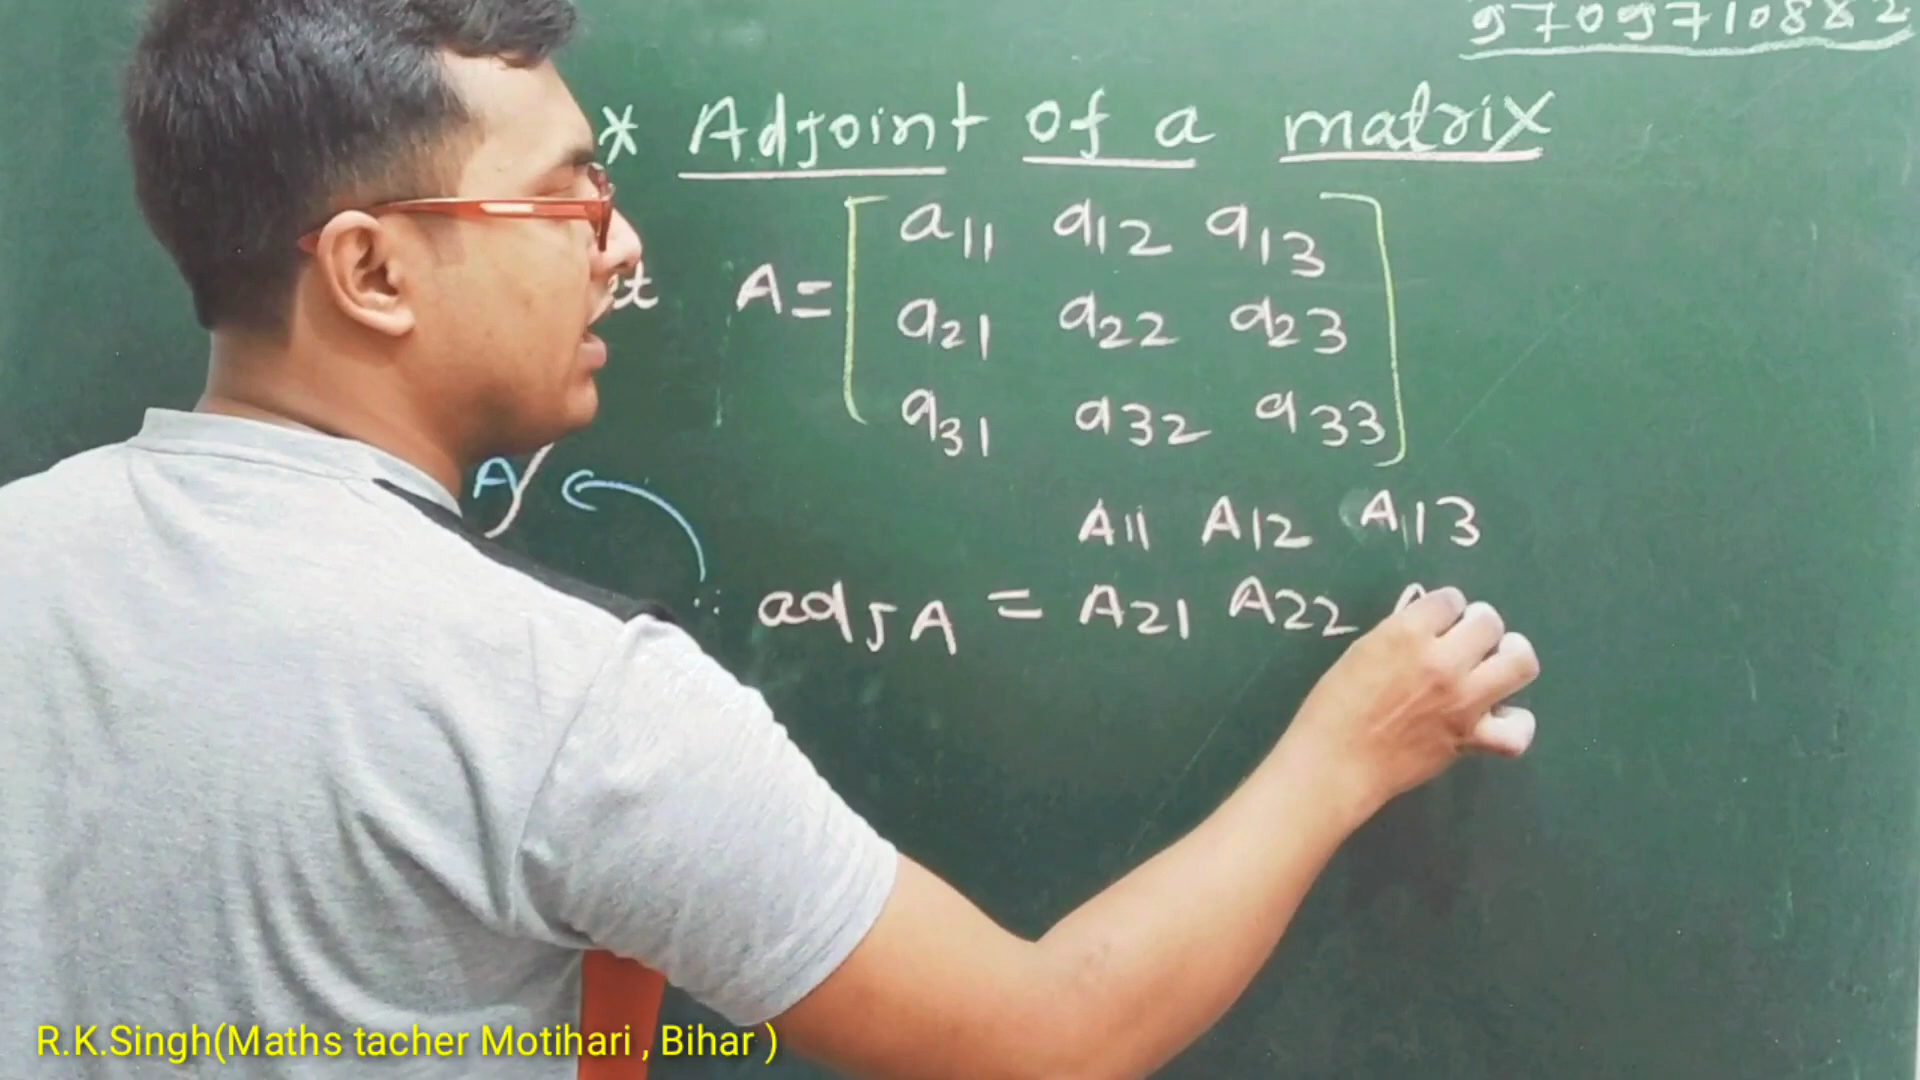 9709710882
* Adjoint of a matrix
et A = [ a11 a12 a13
a21 a22 a23
a31 a32 a33 ]
A
A11 A12 A13
∴ adj A = A21 A22 A
R.K.Singh(Maths tacher Motihari , Bihar )